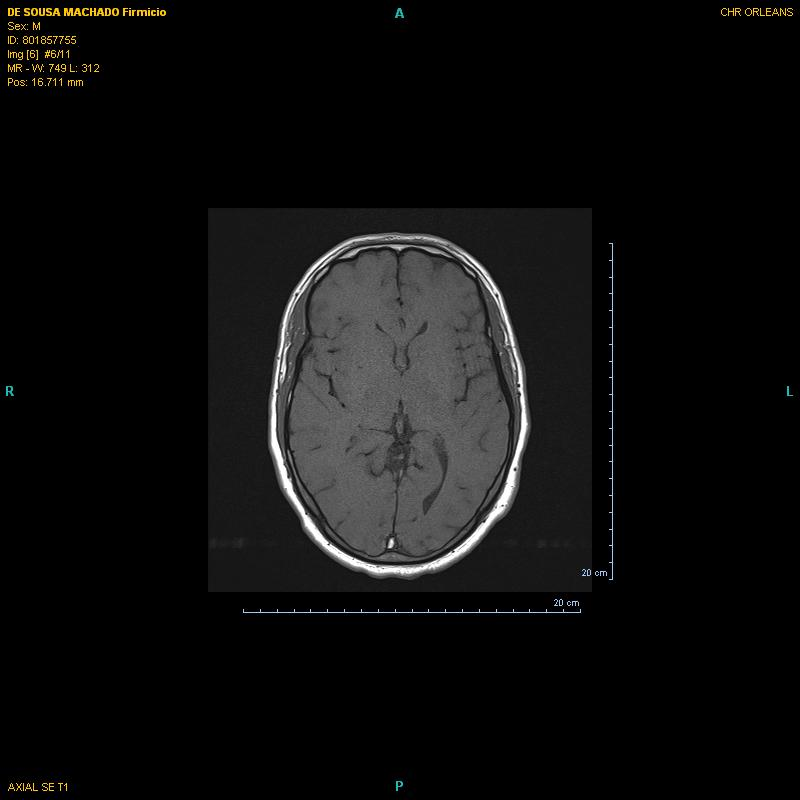 DE SOUSA MACHADO Firmicio
Sex: M
ID: 801857755
Img [6] #6/11
MR - W: 749 L: 312
Pos: 16.711 mm
A
CHR ORLEANS
R
L
20 cm
20 cm
AXIAL SE T1
P